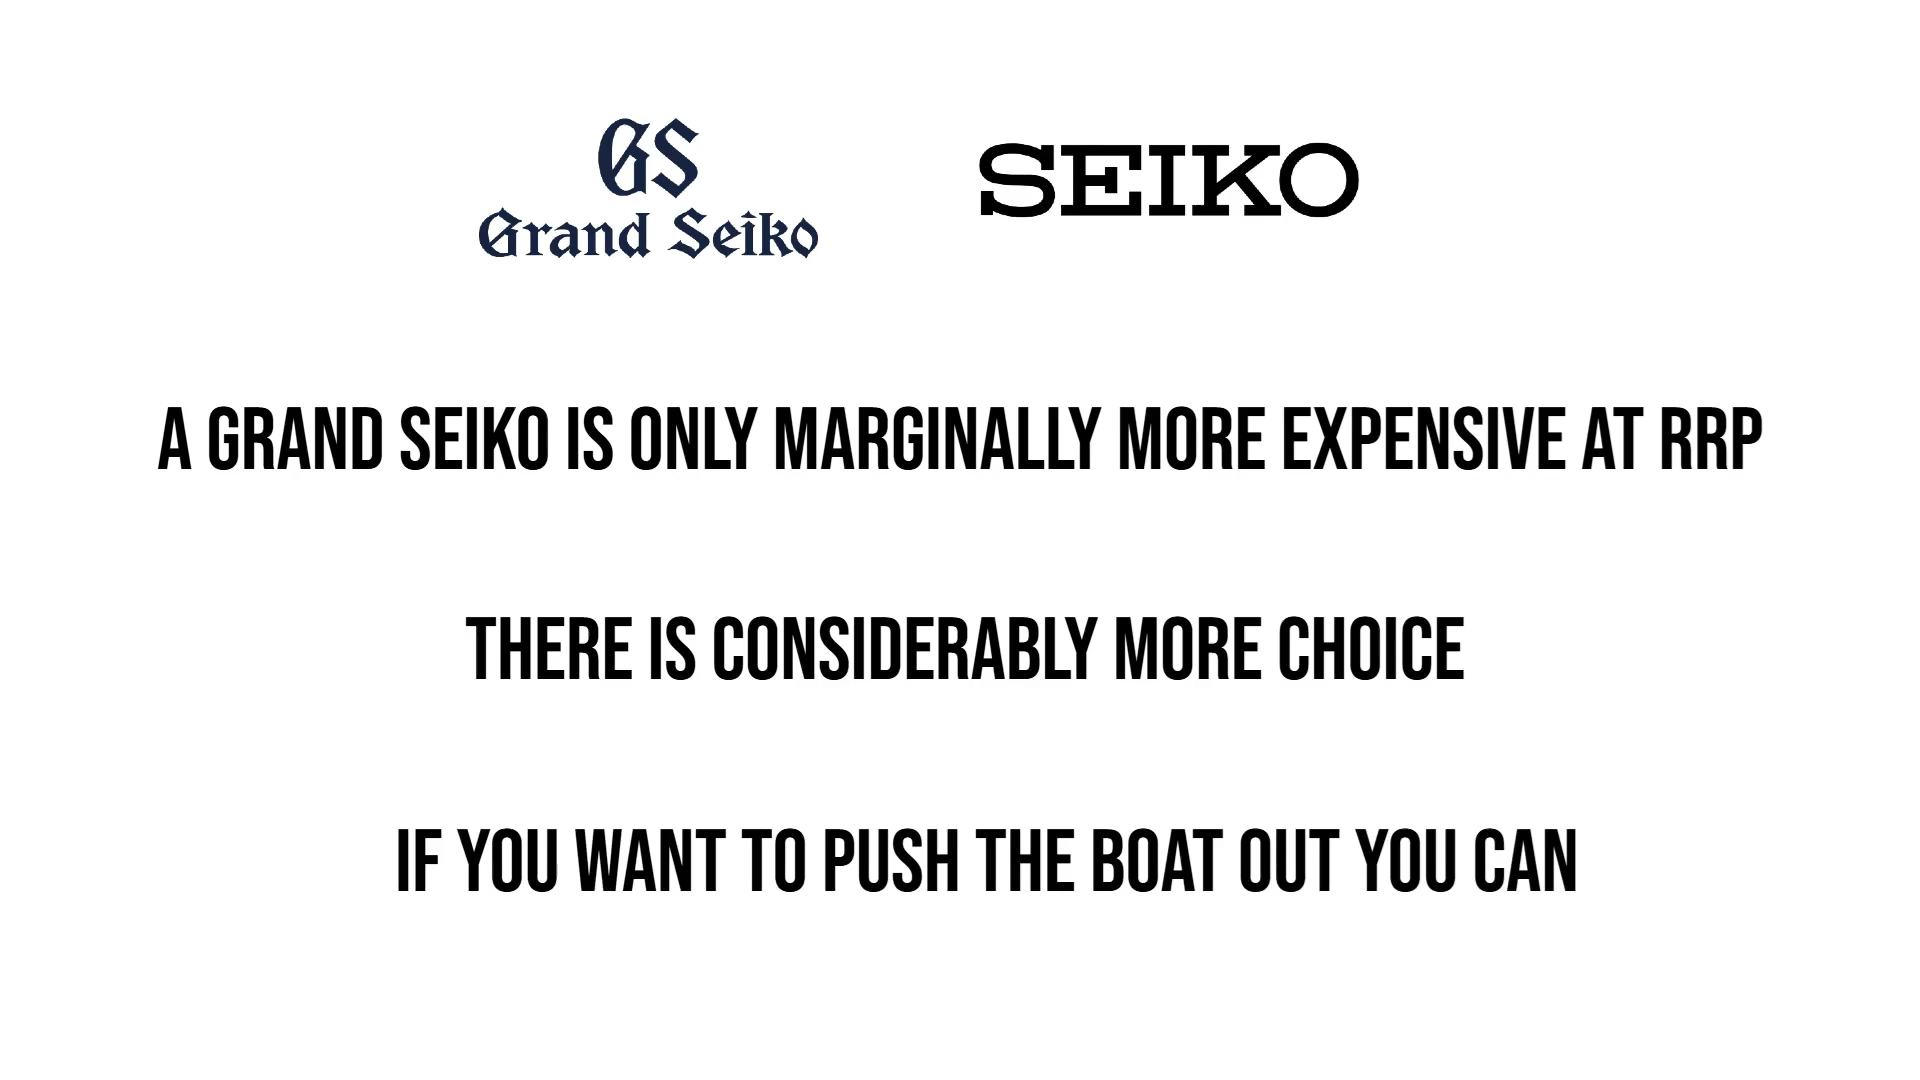 GS
Grand Seiko
SEIKO
A GRAND SEIKO IS ONLY MARGINALLY MORE EXPENSIVE AT RRP
THERE IS CONSIDERABLY MORE CHOICE
IF YOU WANT TO PUSH THE BOAT OUT YOU CAN